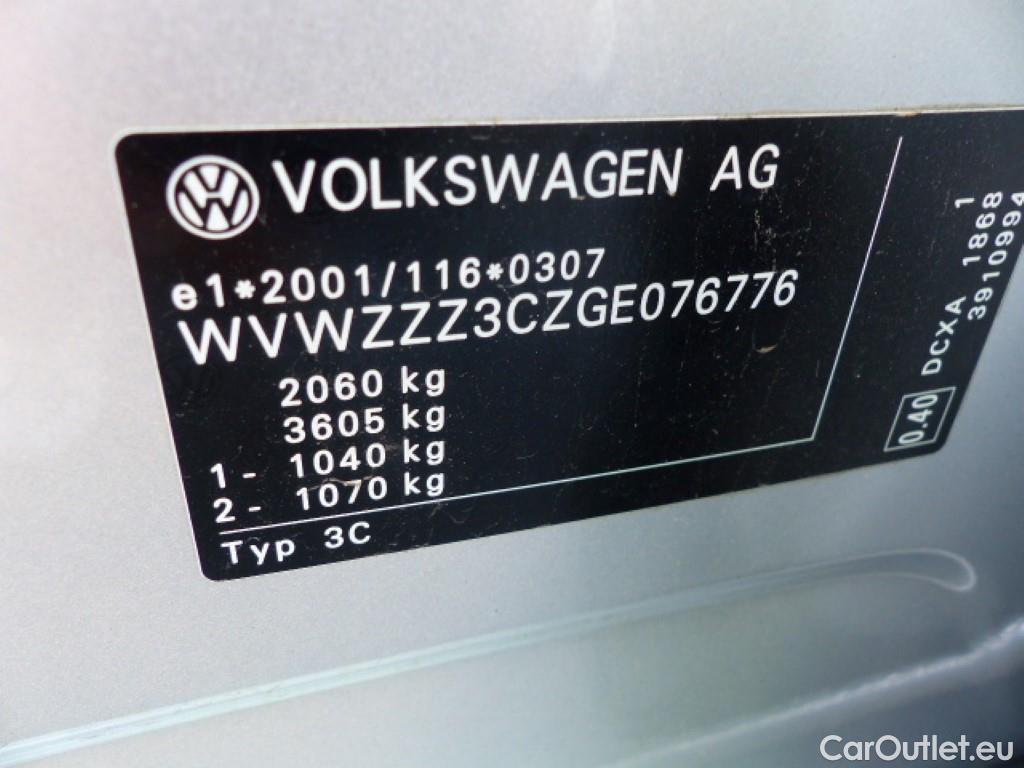 VOLKSWAGEN AG
e1*2001/116*0307
WVWZZZ3CZGE076776
2060 kg
3605 kg
1 - 1040 kg
2 - 1070 kg
Typ 3C
1
DCXA 1868
3910994
0.40
CarOutlet.eu